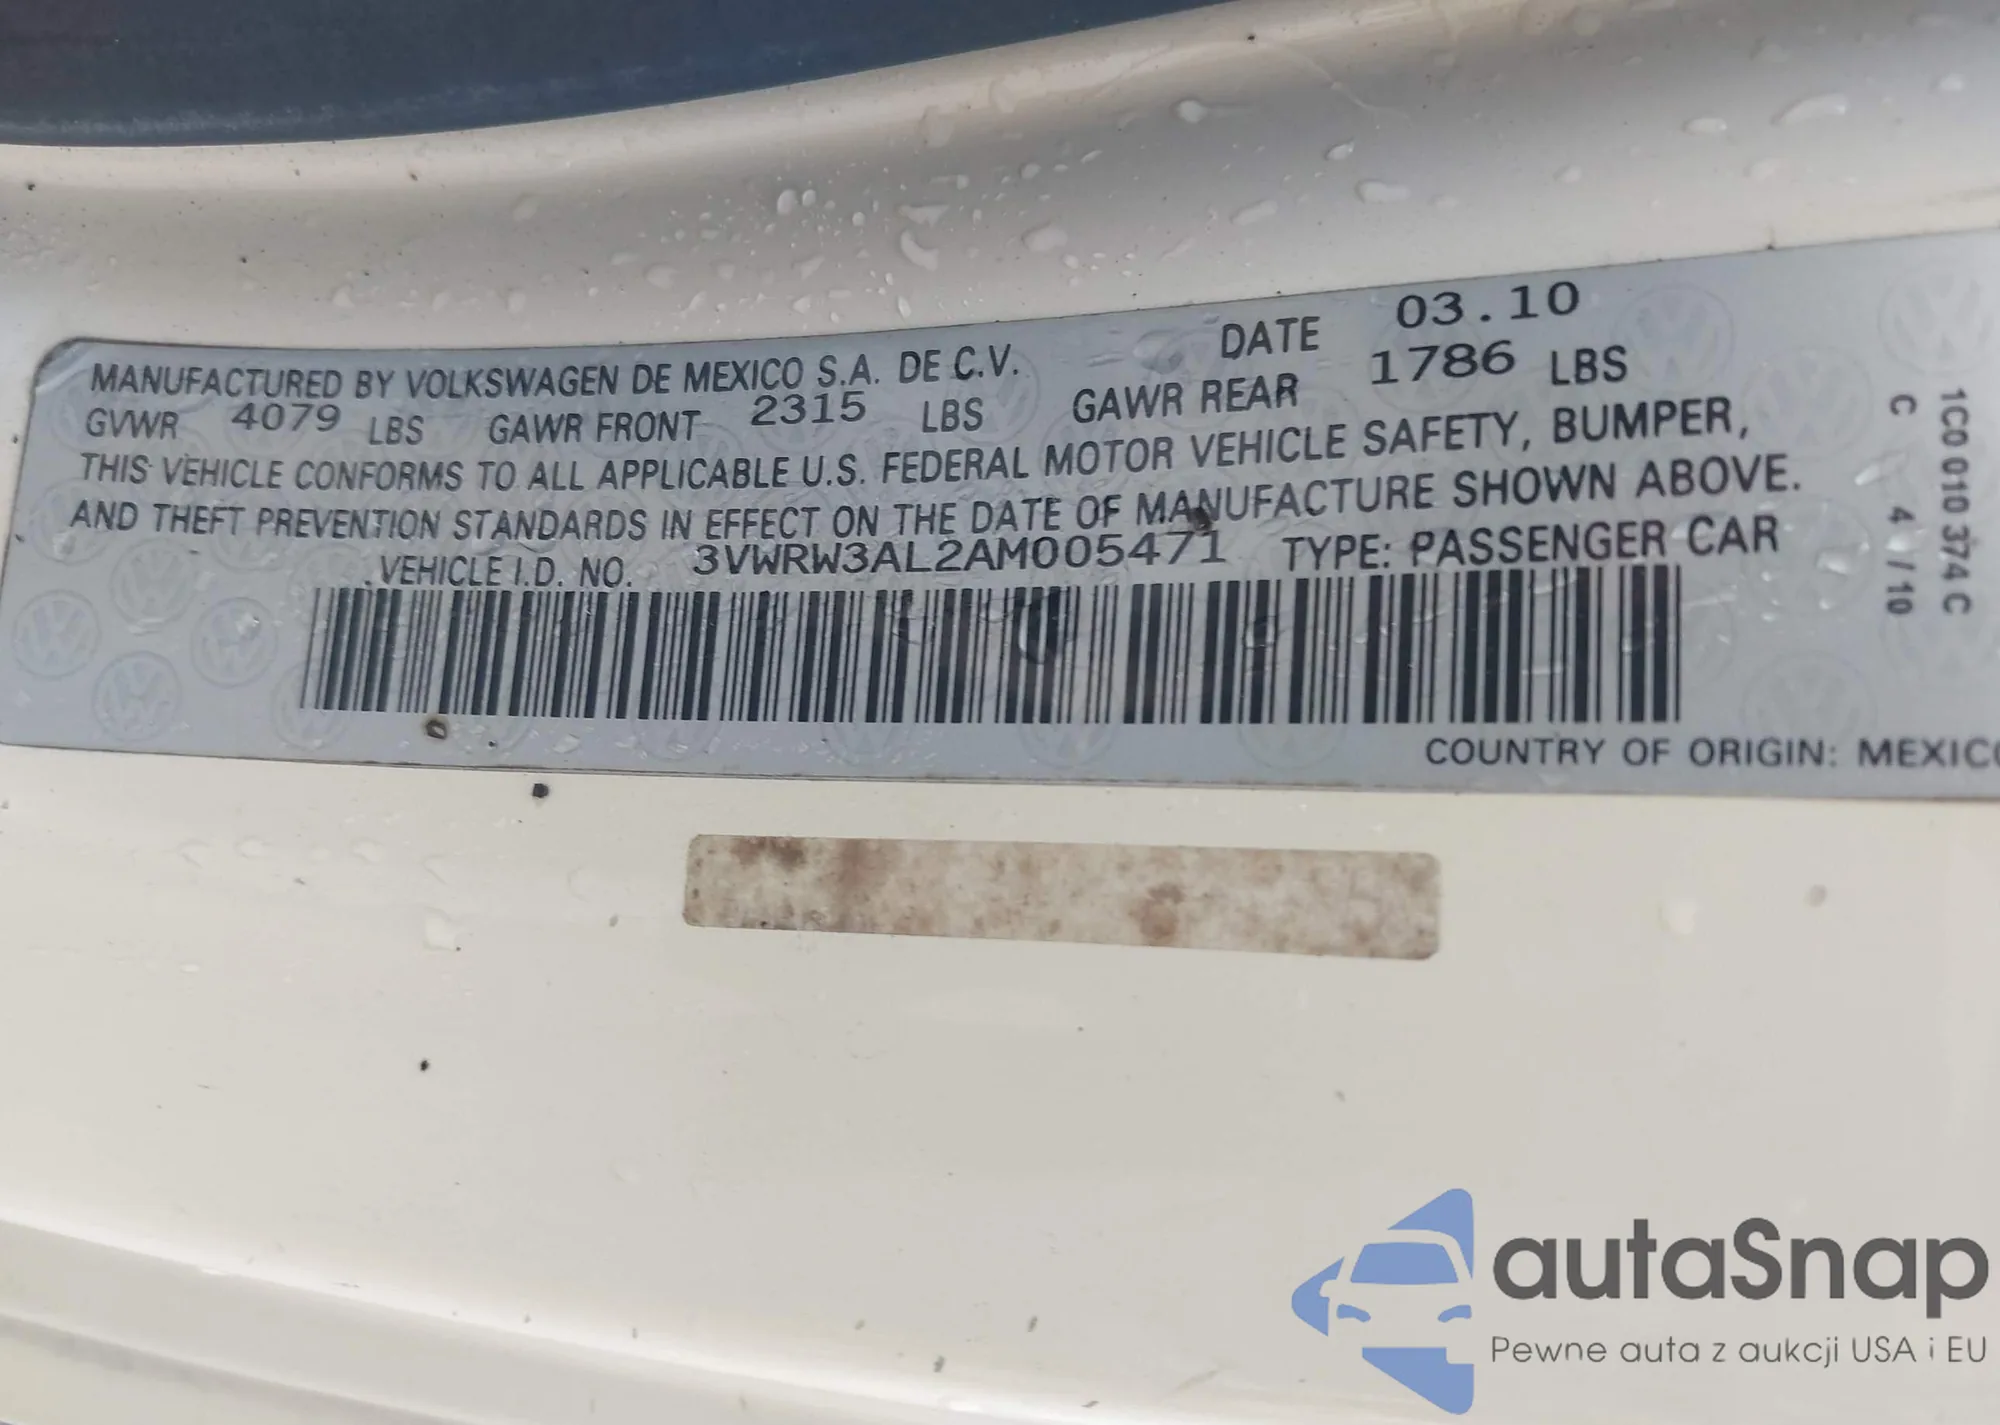 MANUFACTURED BY VOLKSWAGEN DE MEXICO S.A. DE C.V. DATE 03.10
GVWR 4079 LBS GAWR FRONT 2315 LBS GAWR REAR 1786 LBS
THIS VEHICLE CONFORMS TO ALL APPLICABLE U.S. FEDERAL MOTOR VEHICLE SAFETY, BUMPER,
AND THEFT PREVENTION STANDARDS IN EFFECT ON THE DATE OF MANUFACTURE SHOWN ABOVE.
VEHICLE I.D. NO. 3VWRW3AL2AM005471 TYPE: PASSENGER CAR
COUNTRY OF ORIGIN: MEXICO
1C0 010 374 C
C 4/10
autaSnap
Pewne auta z aukcji USA i EU